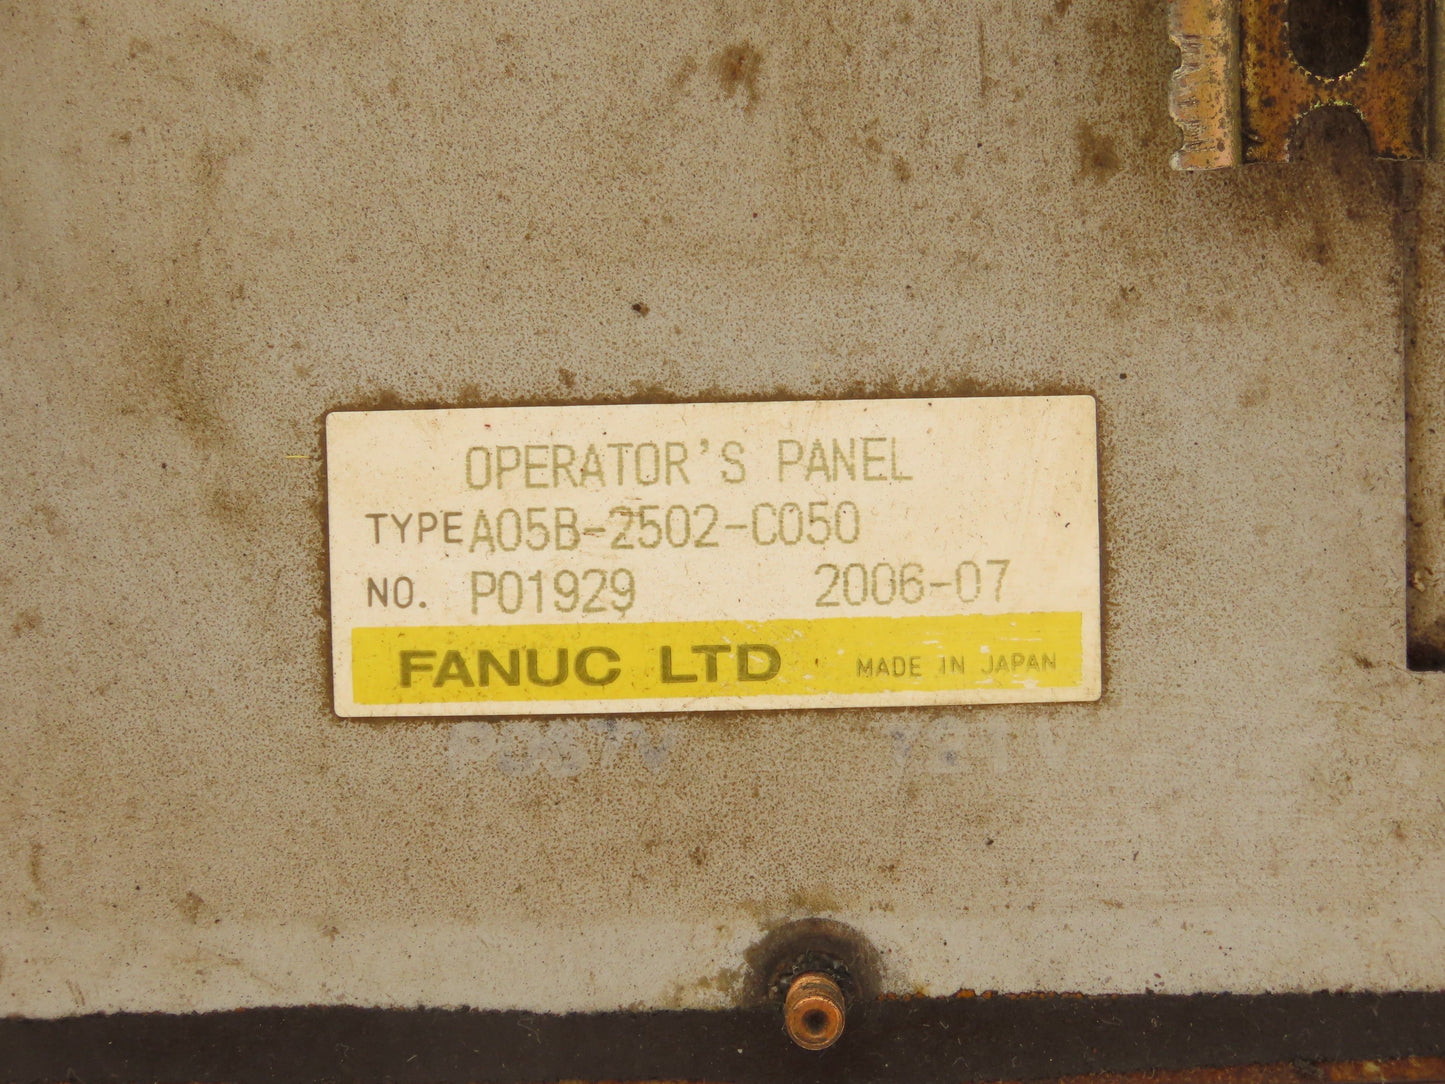 OPERATOR'S PANEL
TYPE A05B-2502-C050
NO. P01929 2006-07
FANUC LTD MADE IN JAPAN